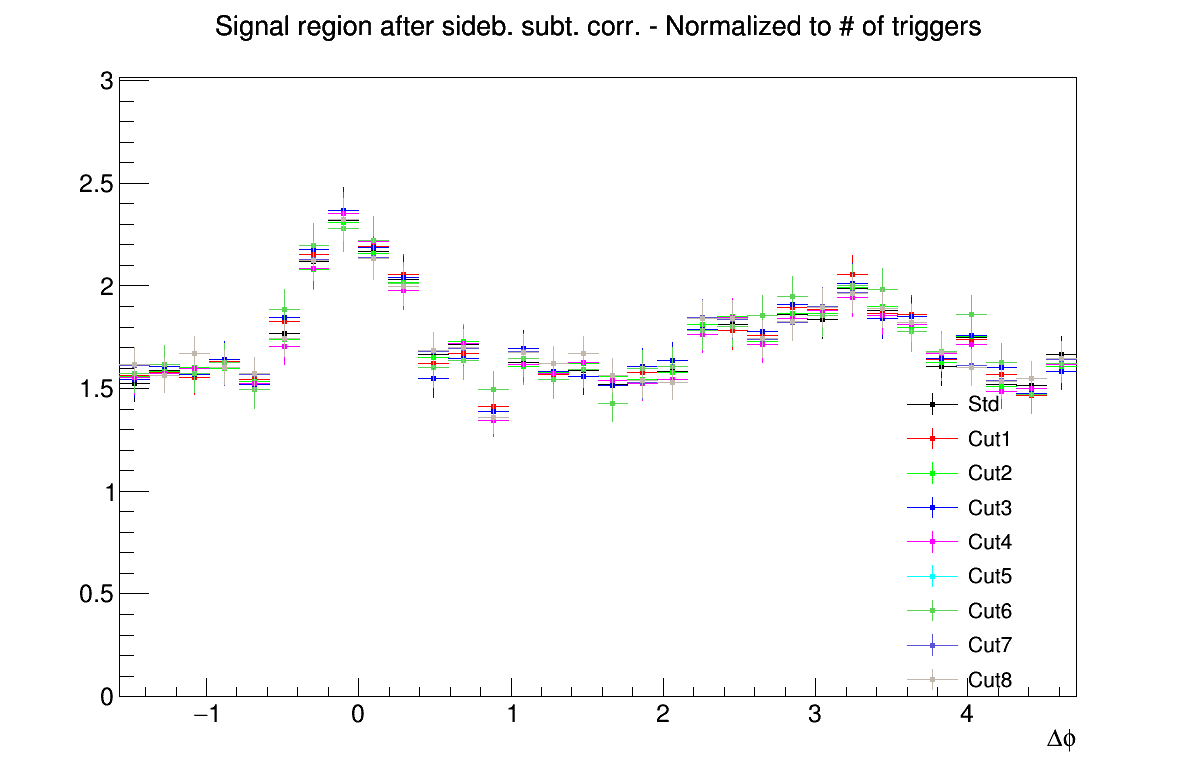 Signal region after sideb. subt. corr. - Normalized to # of triggers
3
2.5
2
1.5
1
0.5
0
Std
Cut1
Cut2
Cut3
Cut4
Cut5
Cut6
Cut7
Cut8
−1 0 1 2 3 4
Δϕ